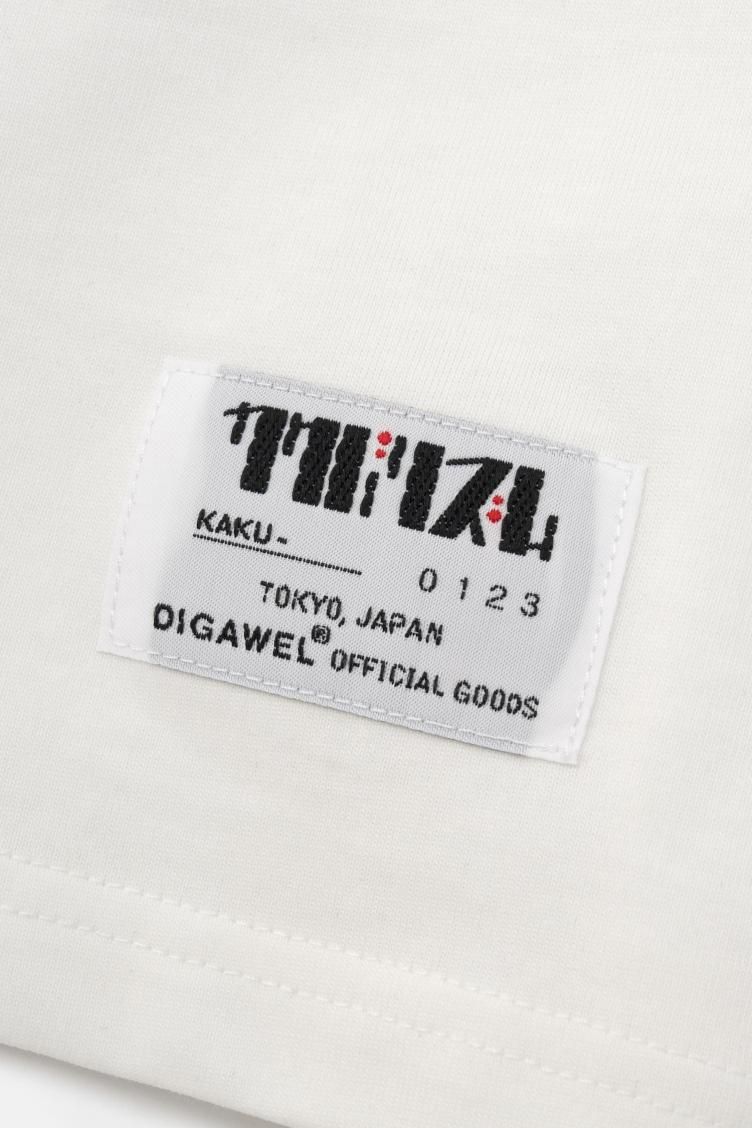 KAKU-
0 1 2 3
TOKYO, JAPAN
DIGAWEL® OFFICIAL GOODS